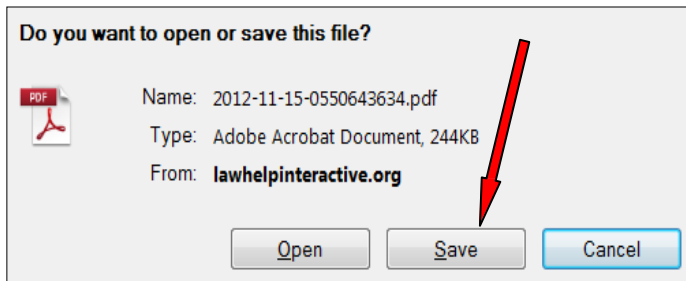 Do you want to open or save this file?
PDF
Name: 2012-11-15-0550643634.pdf
Type: Adobe Acrobat Document, 244KB
From: lawhelpinteractive.org
Open Save Cancel